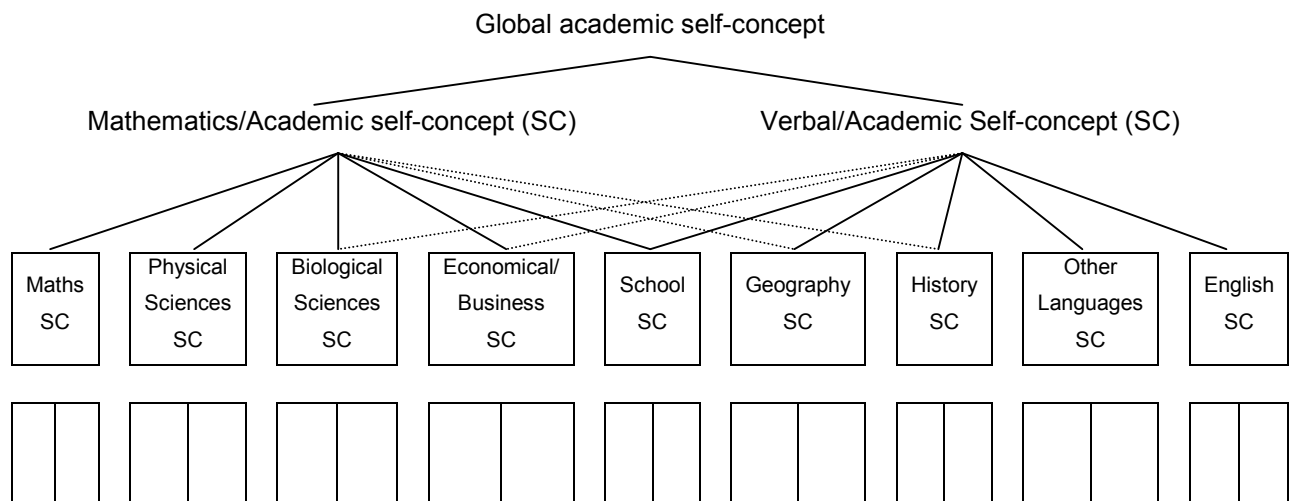 Global academic self-concept
Mathematics/Academic self-concept (SC)
Verbal/Academic Self-concept (SC)
Maths
SC
Physical
Sciences
SC
Biological
Sciences
SC
Economical/
Business
SC
School
SC
Geography
SC
History
SC
Other
Languages
SC
English
SC